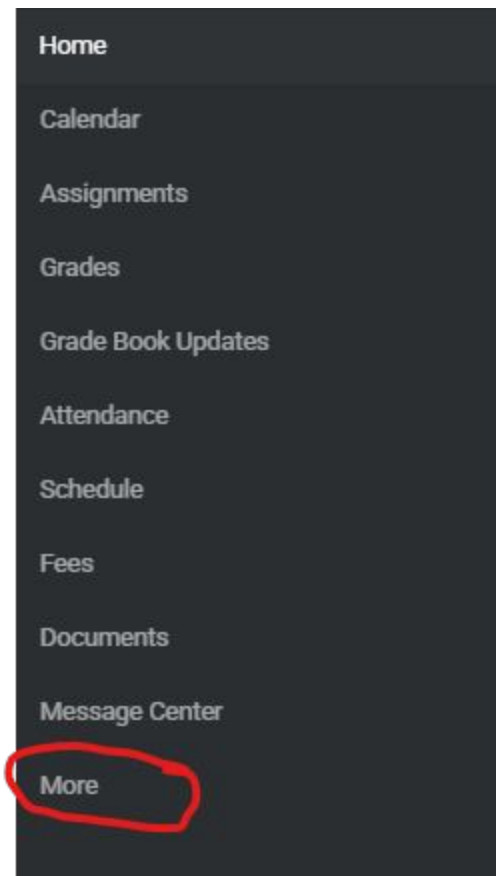 Home
Calendar
Assignments
Grades
Grade Book Updates
Attendance
Schedule
Fees
Documents
Message Center
More